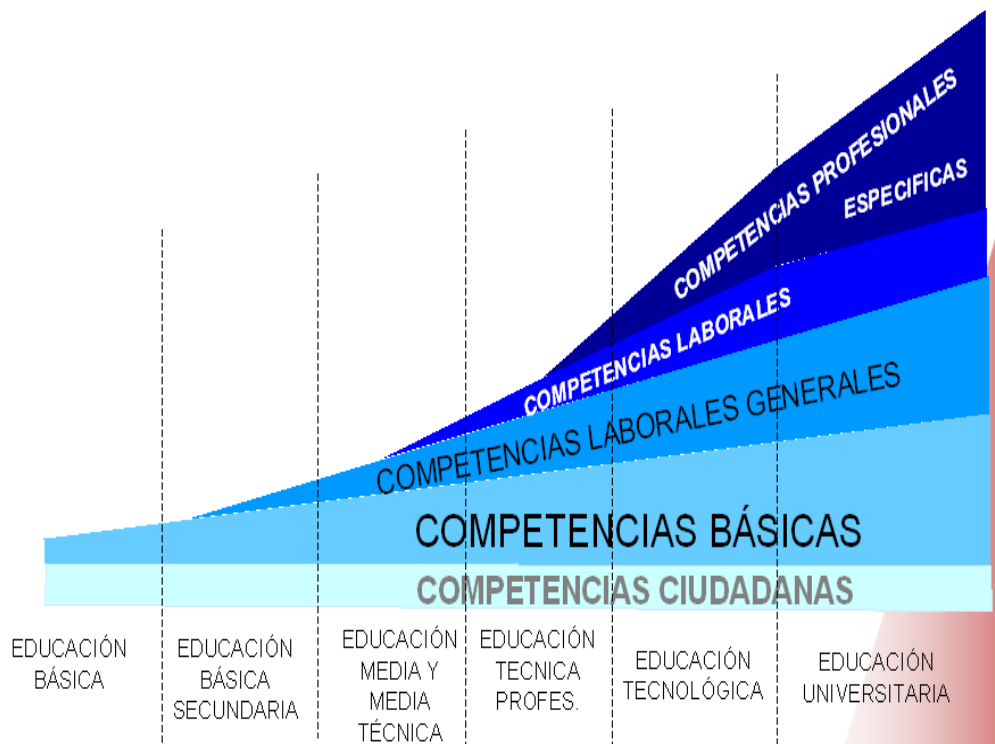 COMPETENCIAS PROFESIONALES
ESPECIFICAS
COMPETENCIAS LABORALES
COMPETENCIAS LABORALES GENERALES
COMPETENCIAS BÁSICAS
COMPETENCIAS CIUDADANAS
EDUCACIÓN
BÁSICA
EDUCACIÓN
BÁSICA
SECUNDARIA
EDUCACIÓN
MEDIA Y
MEDIA
TÉCNICA
EDUCACIÓN
TECNICA
PROFES.
EDUCACIÓN
TECNOLÓGICA
EDUCACIÓN
UNIVERSITARIA